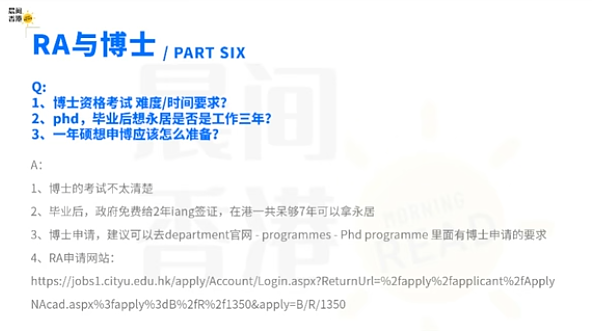 晨间
香港
RA与博士 / PART SIX
Q:
1、博士资格考试 难度/时间要求?
2、phd，毕业后想永居是否是工作三年?
3、一年硕想申博应该怎么准备?
A:
1、博士的考试不太清楚
2、毕业后，政府免费给2年iang签证，在港一共呆够7年可以拿永居
3、博士申请，建议可以去department官网 - programmes - Phd programme 里面有博士申请的要求
4、RA申请网站：
https://jobs1.cityu.edu.hk/apply/Account/Login.aspx?ReturnUrl=%2fapply%2fapplicant%2fApply
NAcad.aspx%3fapply%3dB%2fR%2f1350&apply=B/R/1350
晨间
香港
MORNING
READ